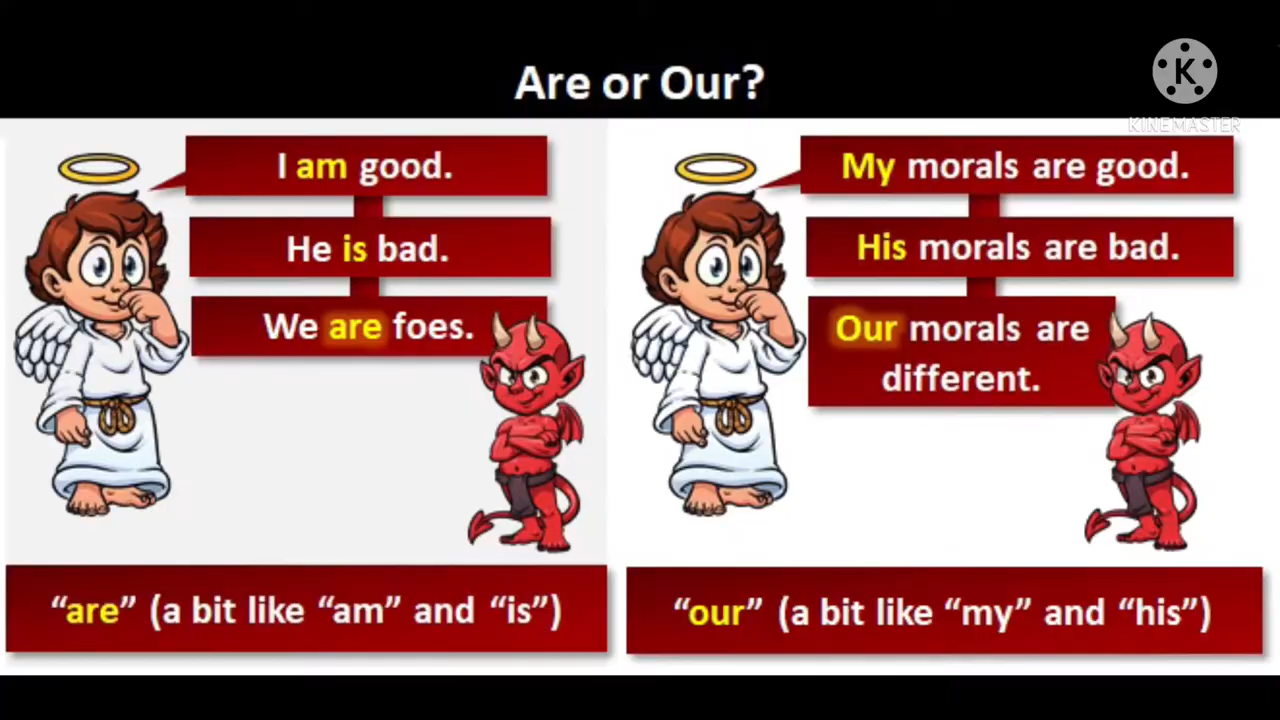 Are or Our?
K
KINEMASTER
I am good.
He is bad.
We are foes.
“are” (a bit like “am” and “is”)
My morals are good.
His morals are bad.
Our morals are
different.
“our” (a bit like “my” and “his”)